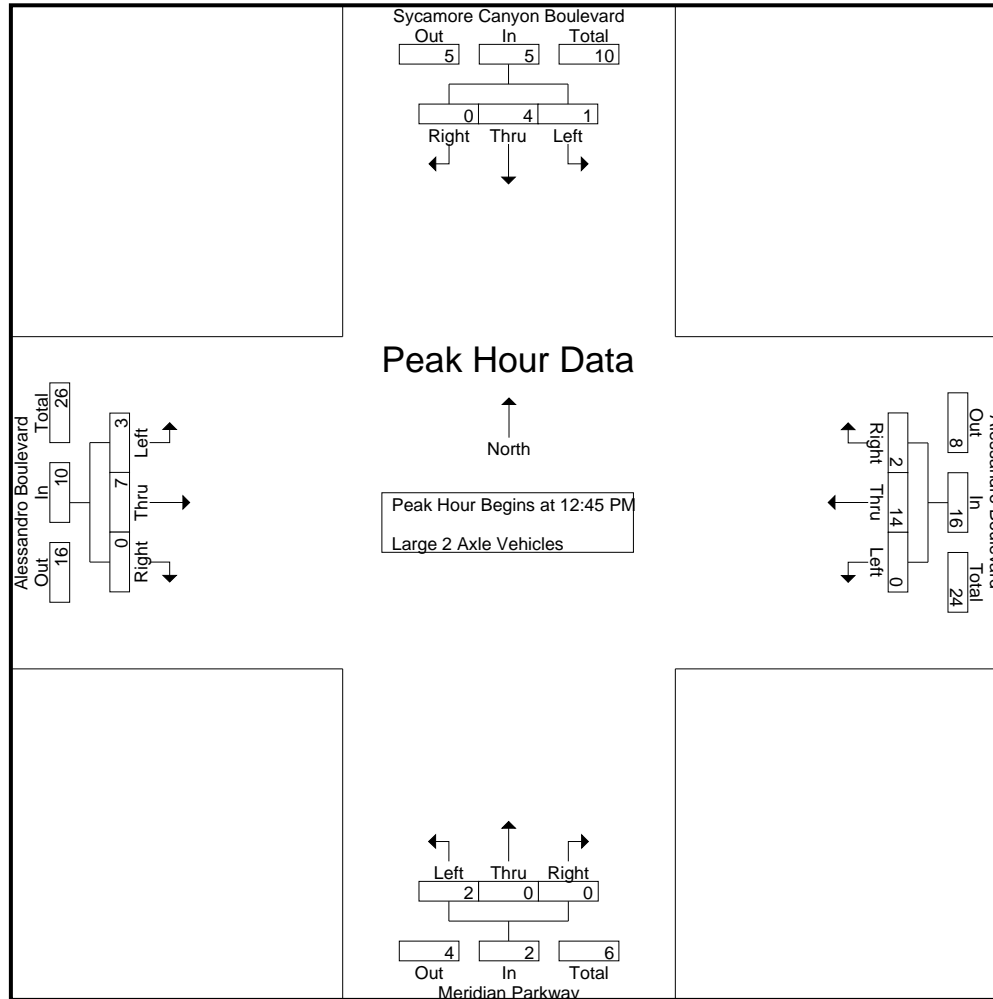 Sycamore Canyon Boulevard
Out In Total
5 5 10
0 4 1
Right Thru Left
Peak Hour Data
North
Peak Hour Begins at 12:45 PM
Large 2 Axle Vehicles
Alessandro Boulevard
Out In Total
16 10 26
3 7 0
Left Thru Right
Out In Total
8 16 24
Boulevard
Right Thru Left
2 14 0
Left Thru Right
2 0 0
4 2 6
Out In Total
Meridian Parkway